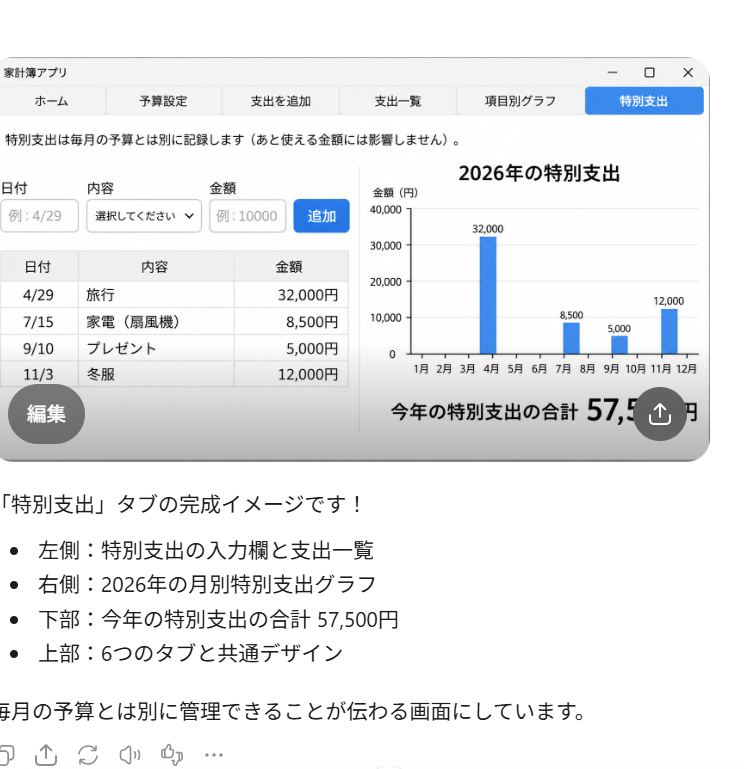 家計簿アプリ
ホーム 予算設定 支出を追加 支出一覧 項目別グラフ 特別支出
特別支出は毎月の予算とは別に記録します（あと使える金額には影響しません）。
日付 内容 金額
例：4/29 選択してください 例：10000 追加
日付 内容 金額
4/29 旅行 32,000円
7/15 家電（扇風機） 8,500円
9/10 プレゼント 5,000円
11/3 冬服 12,000円
編集
2026年の特別支出
金額（円）
40,000
30,000
20,000
10,000
0
32,000
8,500
5,000
12,000
1月 2月 3月 4月 5月 6月 7月 8月 9月 10月 11月 12月
今年の特別支出の合計 57,5 円
「特別支出」タブの完成イメージです！
• 左側：特別支出の入力欄と支出一覧
• 右側：2026年の月別特別支出グラフ
• 下部：今年の特別支出の合計 57,500円
• 上部：6つのタブと共通デザイン
毎月の予算とは別に管理できることが伝わる画面にしています。